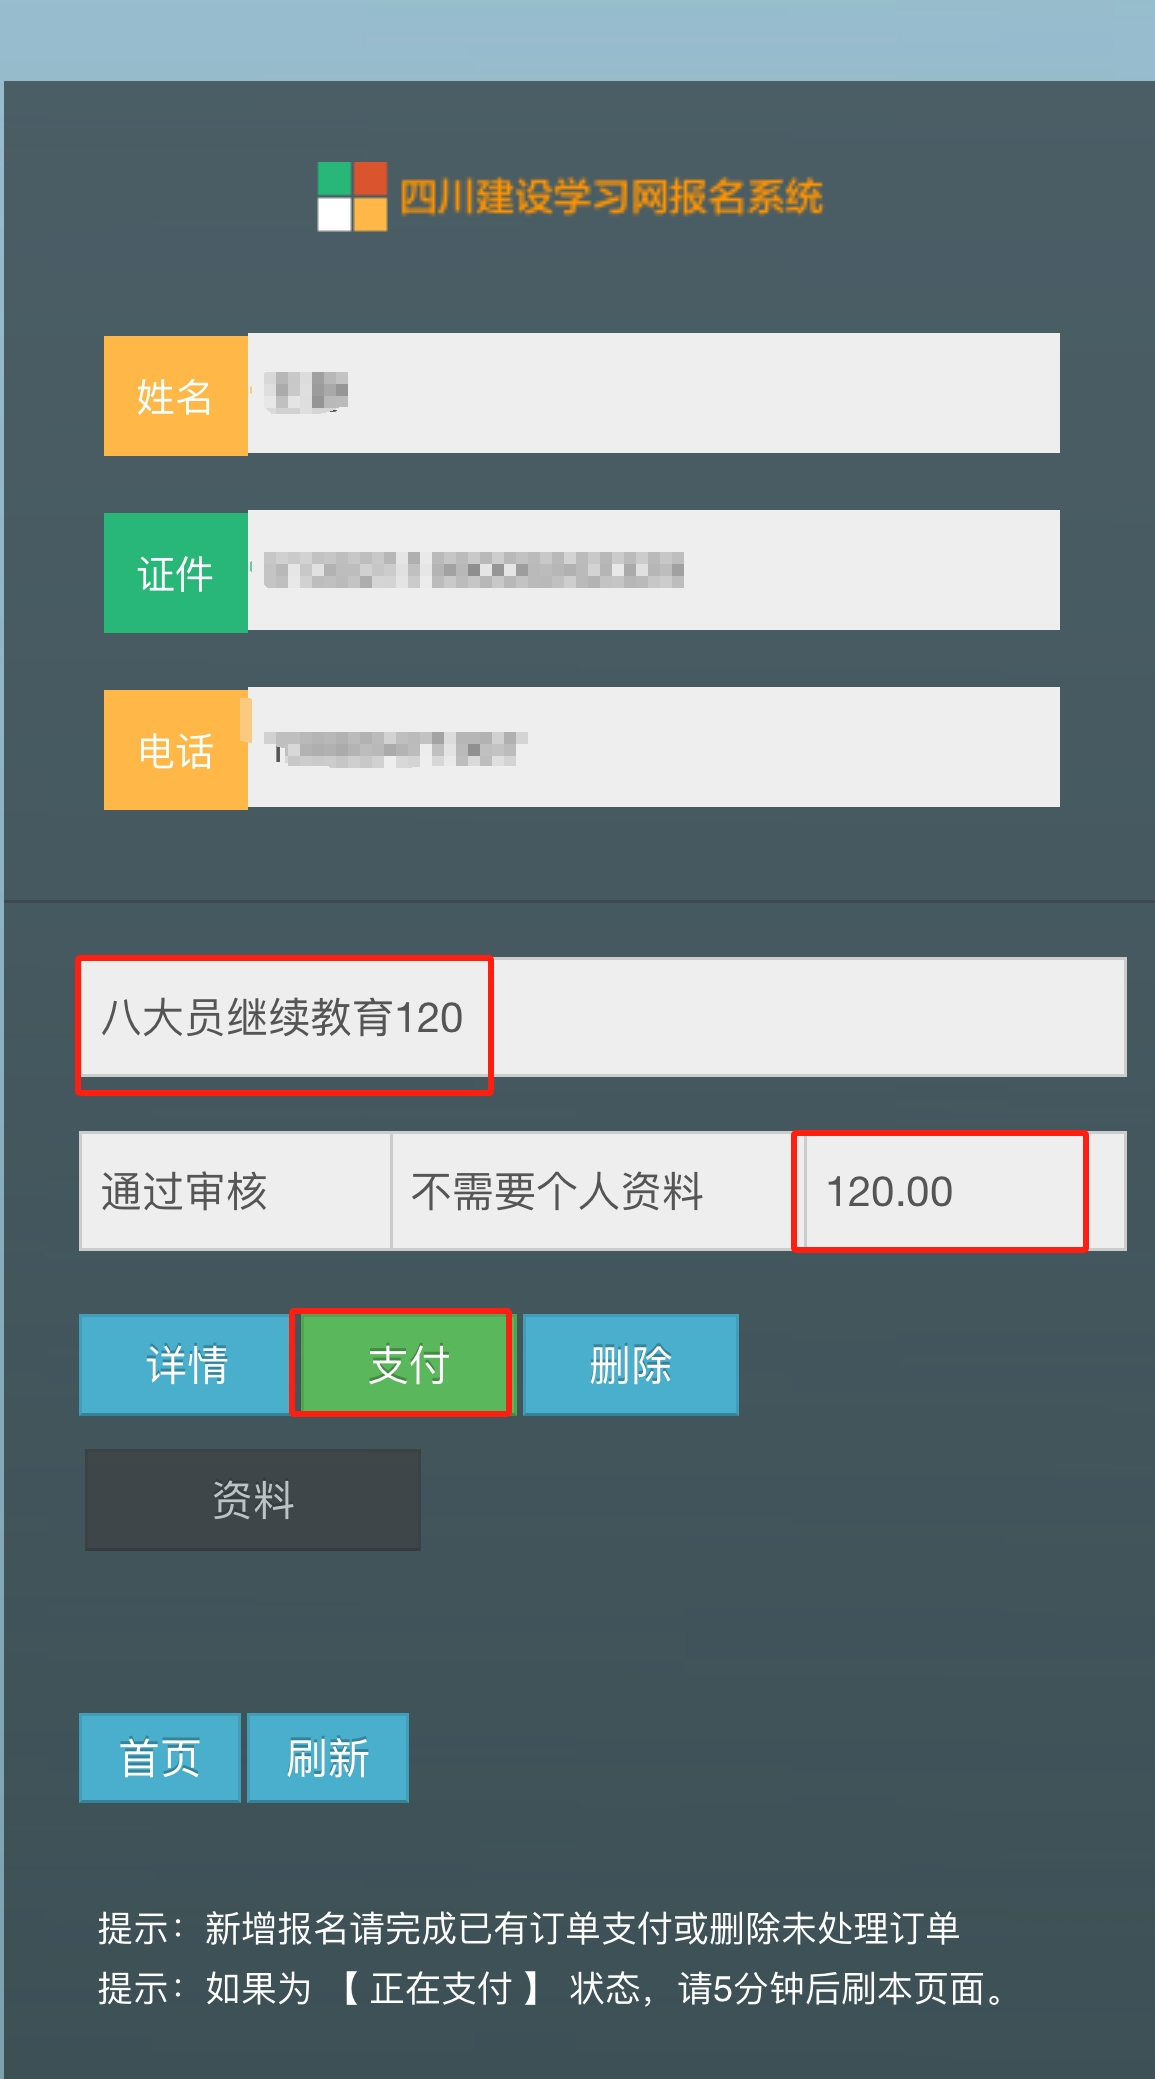 四川建设学习网报名系统
姓名
证件
电话
八大员继续教育120
通过审核 不需要个人资料 120.00
详情 支付 删除
资料
首页 刷新
提示：新增报名请完成已有订单支付或删除未处理订单
提示：如果为 【 正在支付 】 状态，请5分钟后刷本页面。